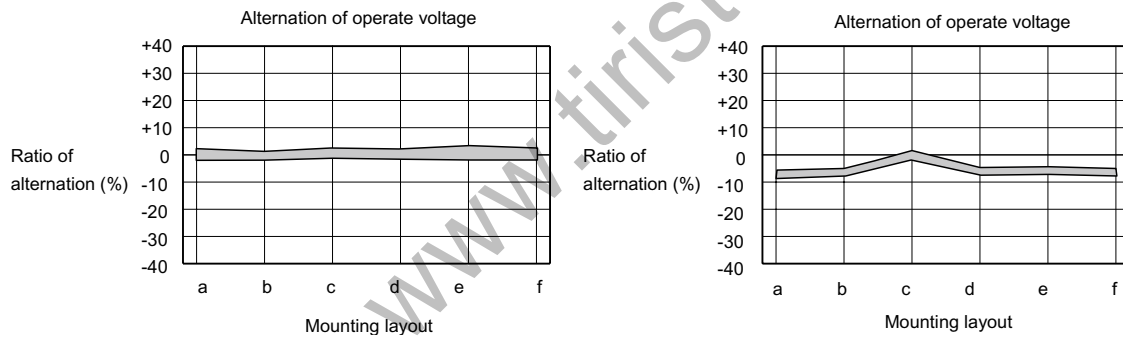 Alternation of operate voltage
+40
+30
+20
+10
0
-10
-20
-30
-40
Ratio of
alternation (%)
a b c d e f
Mounting layout
Alternation of operate voltage
+40
+30
+20
+10
0
-10
-20
-30
-40
Ratio of
alternation (%)
a b c d e f
Mounting layout
www.tirist